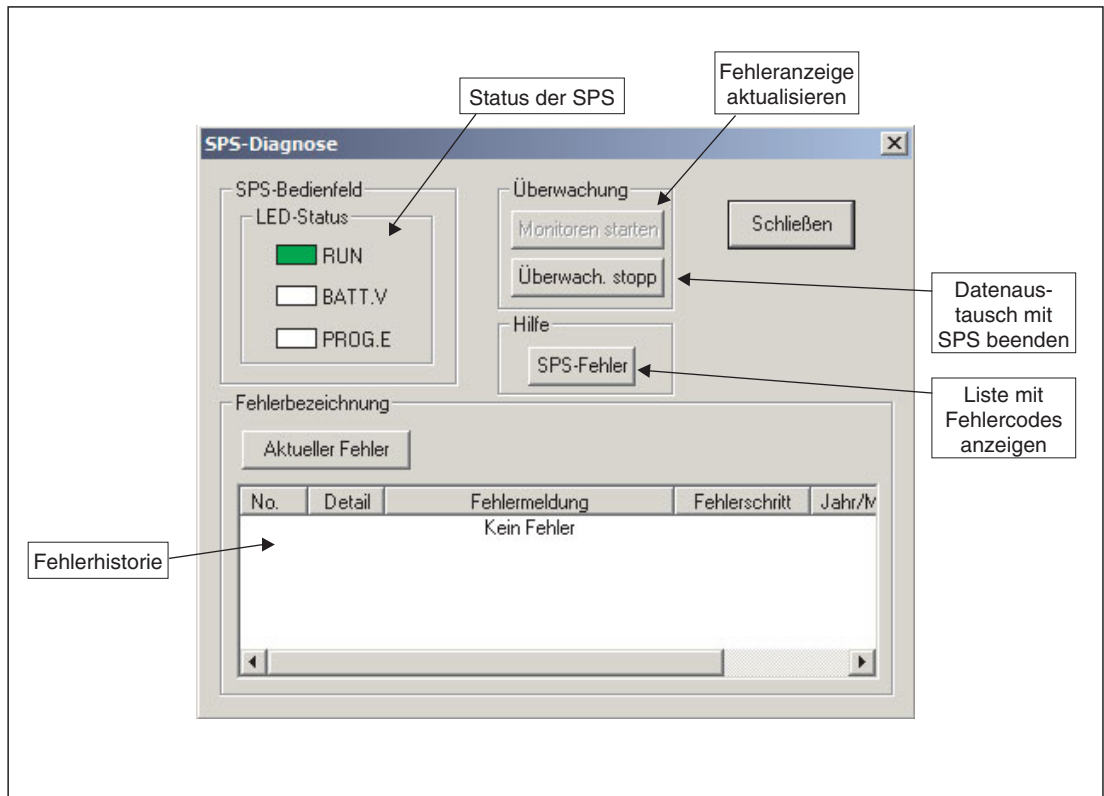 Status der SPS
Fehleranzeige
aktualisieren
SPS-Diagnose
SPS-Bedienfeld
LED-Status
RUN
BATT.V
PROG.E
Überwachung
Monitoren starten
Überwach. stopp
Schließen
Datenaus-
tausch mit
SPS beenden
Hilfe
SPS-Fehler
Liste mit
Fehlercodes
anzeigen
Fehlerbezeichnung
Aktueller Fehler
No. Detail Fehlermeldung Fehlerschritt Jahr/M
Kein Fehler
Fehlerhistorie